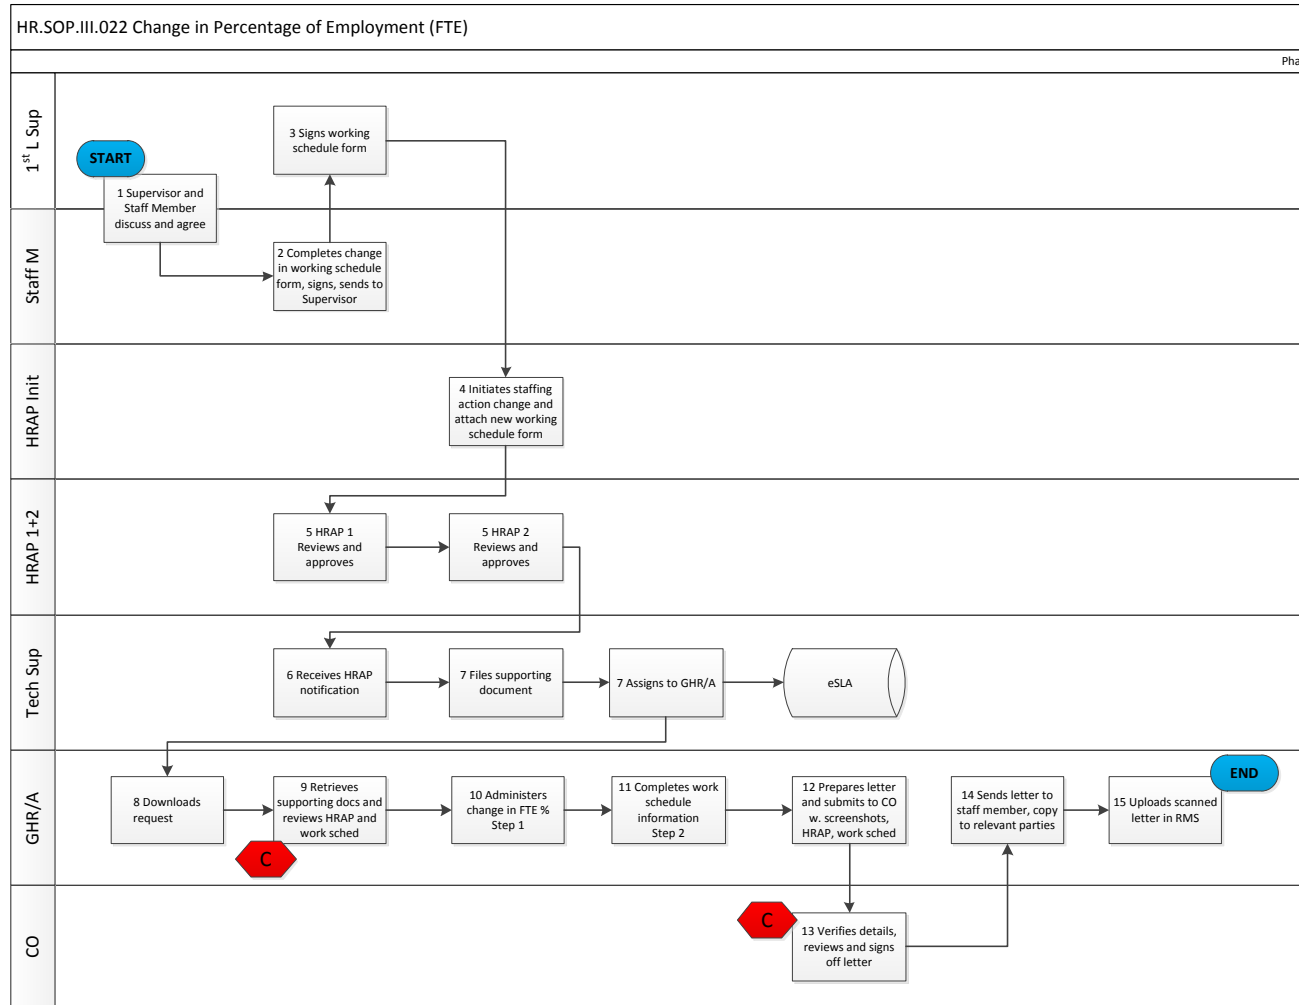 HR.SOP.III.022 Change in Percentage of Employment (FTE)
Pha
1st L Sup
START
1 Supervisor and
Staff Member
discuss and agree
3 Signs working
schedule form
Staff M
2 Completes change
in working schedule
form, signs, sends to
Supervisor
HRAP Init
4 Initiates staffing
action change and
attach new working
schedule form
HRAP 1+2
5 HRAP 1
Reviews and
approves
5 HRAP 2
Reviews and
approves
Tech Sup
6 Receives HRAP
notification
7 Files supporting
document
7 Assigns to GHR/A
eSLA
GHR/A
8 Downloads
request
9 Retrieves
supporting docs and
reviews HRAP and
work sched
C
10 Administers
change in FTE %
Step 1
11 Completes work
schedule
information
Step 2
12 Prepares letter
and submits to CO
w. screenshots,
HRAP, work sched
14 Sends letter to
staff member, copy
to relevant parties
END
15 Uploads scanned
letter in RMS
CO
C
13 Verifies details,
reviews and signs
off letter